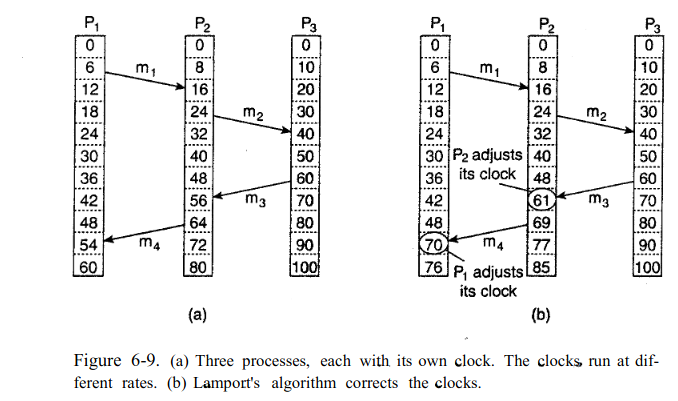 P1 P2 P3 P1 P2 P3
0 0 0 0 0 0
6 m1 8 10 6 m1 8 10
12 16 20 12 16 20
18 24 m2 30 18 24 m2 30
24 32 40 24 32 40
30 40 50 30 P2 adjusts 40 50
36 48 60 36 its clock 48 60
42 56 m3 70 42 61 m3 70
48 64 80 48 69 80
54 m4 72 90 70 m4 77 90
60 80 100 76 P1 adjusts 85 100
its clock
(a) (b)
Figure 6-9. (a) Three processes, each with its own clock. The clocks run at dif-
ferent rates. (b) Lamport's algorithm corrects the clocks.